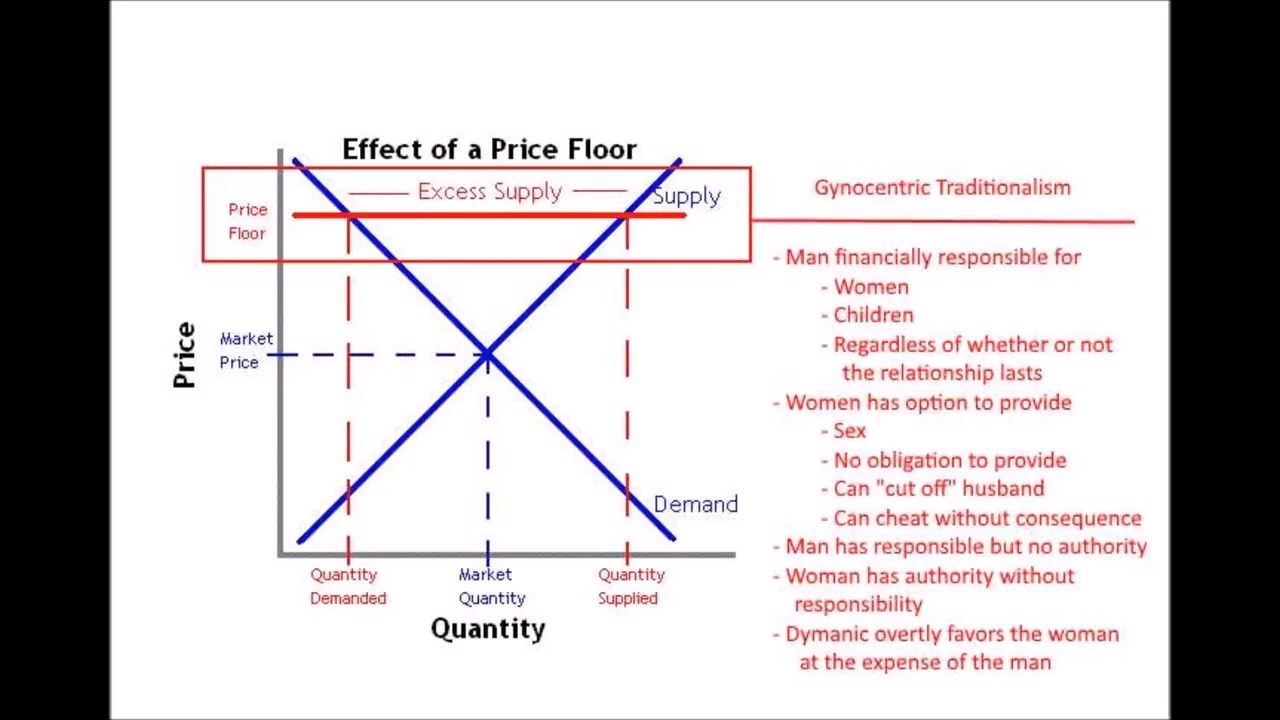 Effect of a Price Floor
Excess Supply
Supply
Price
Floor
Market
Price
Price
Demand
Quantity
Demanded
Market
Quantity
Quantity
Supplied
Quantity
Gynocentric Traditionalism
- Man financially responsible for
- Women
- Children
- Regardless of whether or not
the relationship lasts
- Women has option to provide
- Sex
- No obligation to provide
- Can "cut off" husband
- Can cheat without consequence
- Man has responsible but no authority
- Woman has authority without
responsibility
- Dymanic overtly favors the woman
at the expense of the man